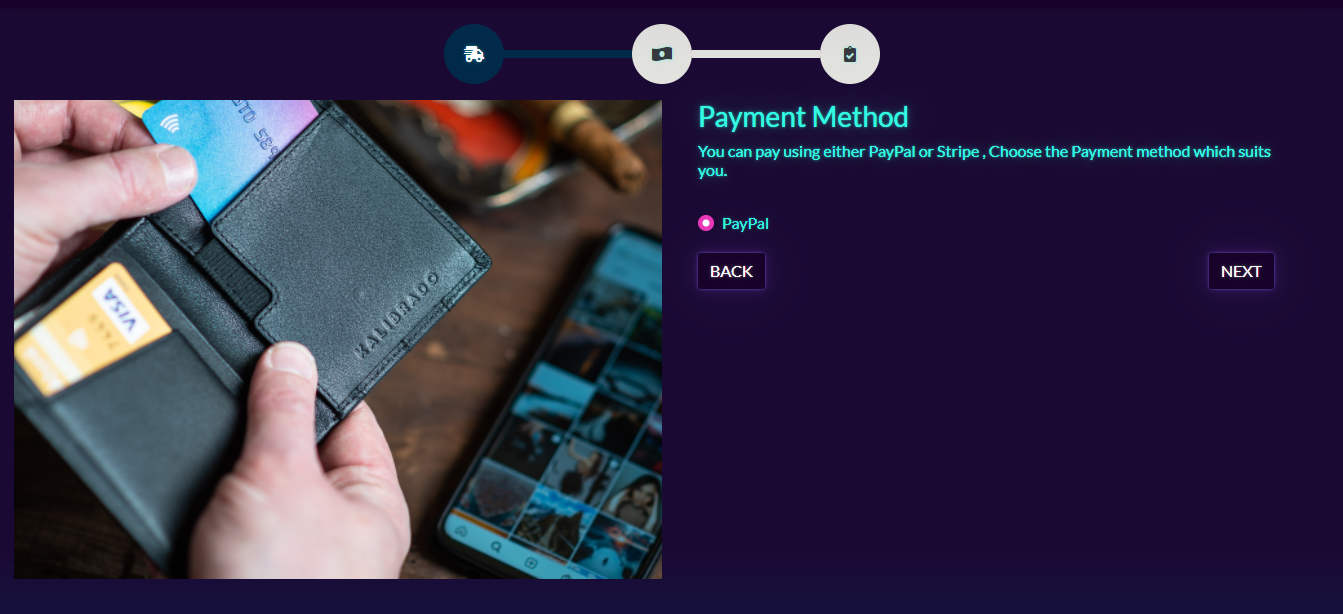 Payment Method
You can pay using either PayPal or Stripe , Choose the Payment method which suits
you.
PayPal
BACK
NEXT
VISA
KALIBRADO